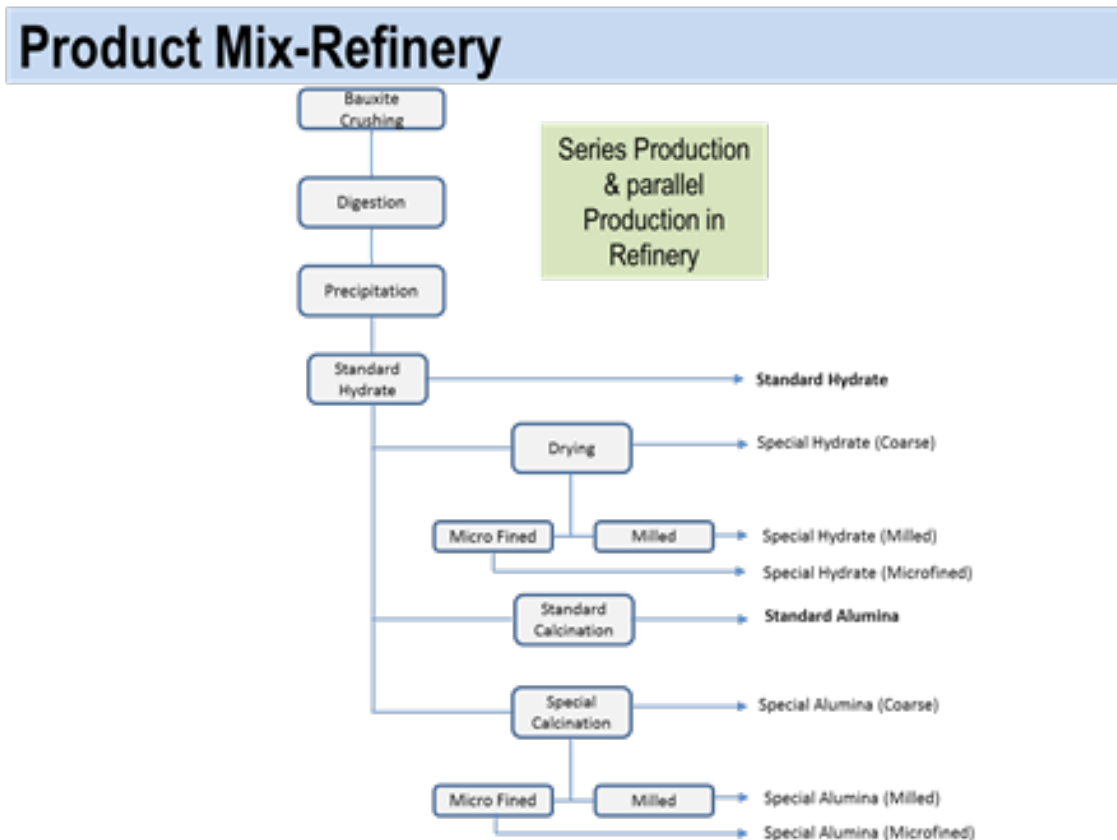 Product Mix-Refinery
Bauxite
Crushing
Series Production
& parallel
Production in
Refinery
Digestion
Precipitation
Standard
Hydrate
Standard Hydrate
Drying
Special Hydrate (Coarse)
Micro Fined
Milled
Special Hydrate (Milled)
Special Hydrate (Microfined)
Standard
Calcination
Standard Alumina
Special
Calcination
Special Alumina (Coarse)
Micro Fined
Milled
Special Alumina (Milled)
Special Alumina (Microfined)